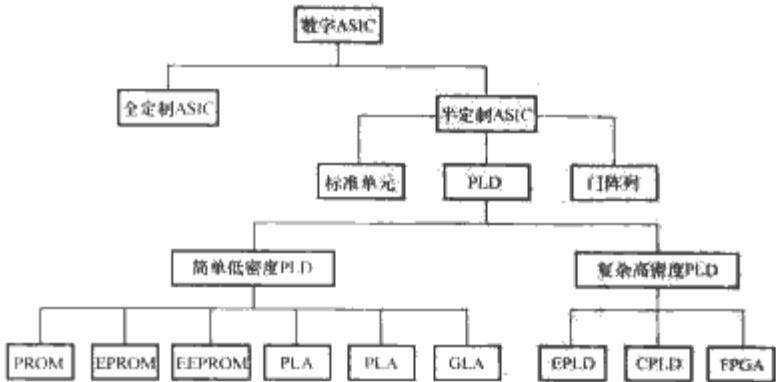 数学ASIC
全定制ASIC
半定制ASIC
标准单元
PLD
门阵列
简单低密度PLD
复杂高密度PLD
PROM
EPROM
EEPROM
PLA
PLA
GLA
EPLD
CPLD
FPGA